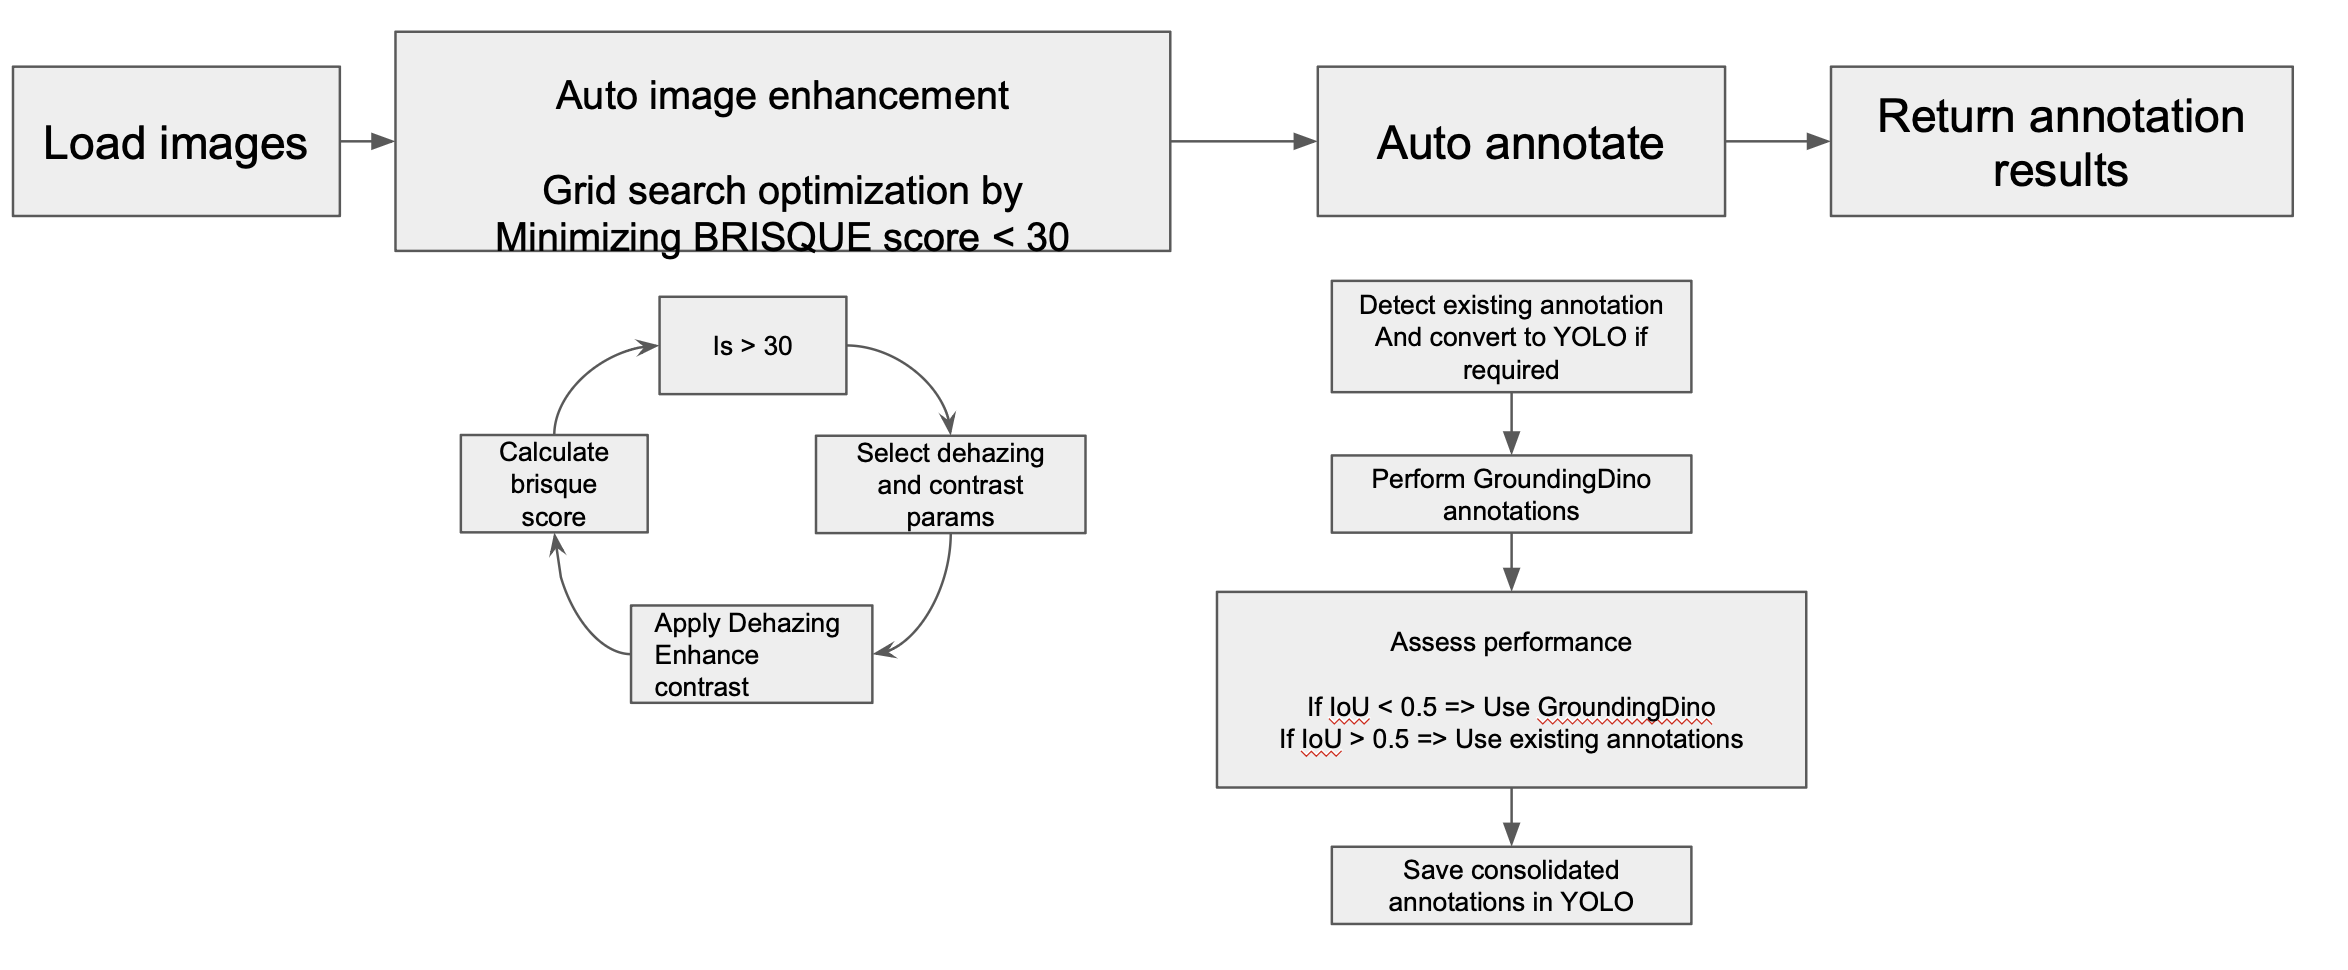 Load images
Auto image enhancement
Grid search optimization by
Minimizing BRISQUE score < 30
Auto annotate
Return annotation
results
Is > 30
Select dehazing
and contrast
params
Apply Dehazing
Enhance
contrast
Calculate
brisque
score
Detect existing annotation
And convert to YOLO if
required
Perform GroundingDino
annotations
Assess performance
If IoU < 0.5 => Use GroundingDino
If IoU > 0.5 => Use existing annotations
Save consolidated
annotations in YOLO